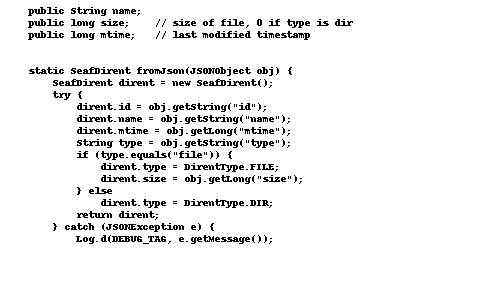 public String name;
public long size;    // size of file, 0 if type is dir
public long mtime;   // last modified timestamp
static SeafDirent fromJson(JSONObject obj) {
    SeafDirent dirent = new SeafDirent();
    try {
        dirent.id = obj.getString("id");
        dirent.name = obj.getString("name");
        dirent.mtime = obj.getLong("mtime");
        String type = obj.getString("type");
        if (type.equals("file")) {
            dirent.type = DirentType.FILE;
            dirent.size = obj.getLong("size");
        } else
            dirent.type = DirentType.DIR;
        return dirent;
    } catch (JSONException e) {
        Log.d(DEBUG_TAG, e.getMessage());